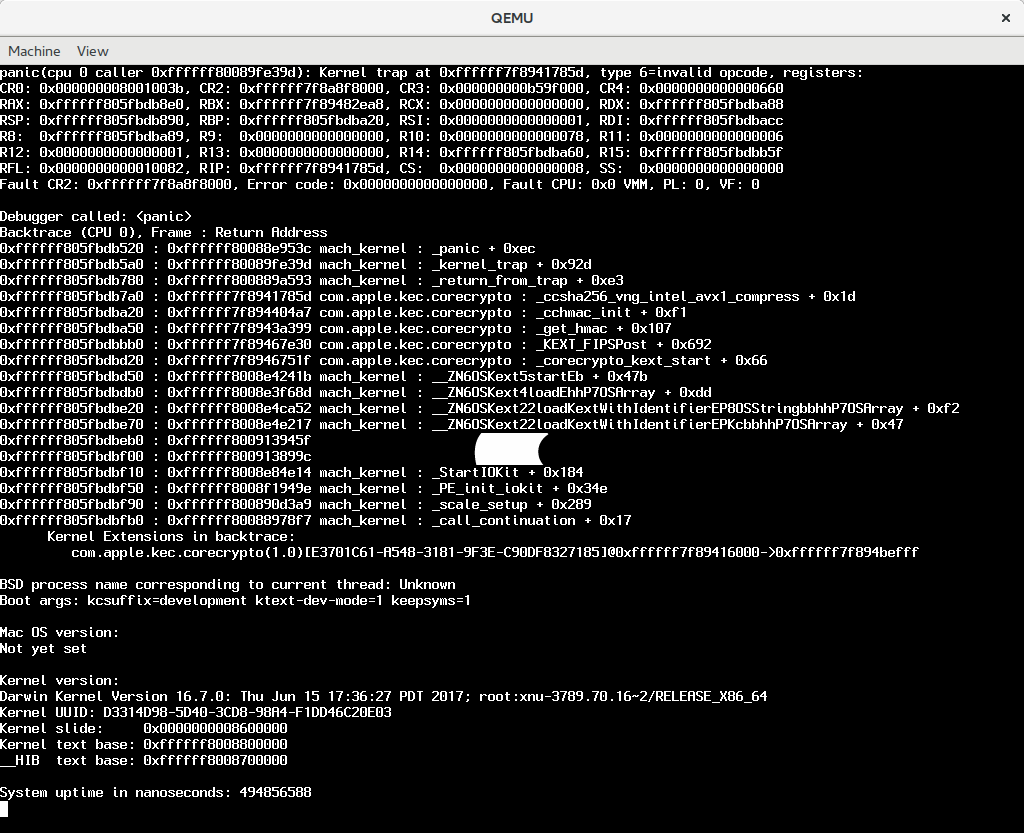 QEMU
Machine View
panic(cpu 0 caller 0xffffff80089fe39d): Kernel trap at 0xffffff7f8941785d, type 6=invalid opcode, registers:
CR0: 0x000000008001003b, CR2: 0xffffff7f8a8f8000, CR3: 0x000000000b59f000, CR4: 0x0000000000000660
RAX: 0xffffff805fbdb8e0, RBX: 0xffffff7f89482ea8, RCX: 0x0000000000000000, RDX: 0xffffff805fbdba88
RSP: 0xffffff805fbdb890, RBP: 0xffffff805fbdba20, RSI: 0x0000000000000001, RDI: 0xffffff805fbdbacc
R8:  0xffffff805fbdba89, R9:  0x0000000000000000, R10: 0x0000000000000078, R11: 0x0000000000000006
R12: 0x0000000000000001, R13: 0x0000000000000000, R14: 0xffffff805fbdba60, R15: 0xffffff805fbdbb5f
RFL: 0x0000000000010082, RIP: 0xffffff7f8941785d, CS:  0x0000000000000008, SS:  0x0000000000000000
Fault CR2: 0xffffff7f8a8f8000, Error code: 0x0000000000000000, Fault CPU: 0x0 VMM, PL: 0, VF: 0
Debugger called: <panic>
Backtrace (CPU 0), Frame : Return Address
0xffffff805fbdb520 : 0xffffff80088e953c mach_kernel : _panic + 0xec
0xffffff805fbdb5a0 : 0xffffff80089fe39d mach_kernel : _kernel_trap + 0x92d
0xffffff805fbdb780 : 0xffffff800889a593 mach_kernel : _return_from_trap + 0xe3
0xffffff805fbdb7a0 : 0xffffff7f8941785d com.apple.kec.corecrypto : _ccsha256_vng_intel_avx1_compress + 0x1d
0xffffff805fbdba20 : 0xffffff7f894404a7 com.apple.kec.corecrypto : _cchmac_init + 0xf1
0xffffff805fbdba50 : 0xffffff7f8943a399 com.apple.kec.corecrypto : _get_hmac + 0x107
0xffffff805fbdbbb0 : 0xffffff7f89467e30 com.apple.kec.corecrypto : _KEXT_FIPSPost + 0x692
0xffffff805fbdbd20 : 0xffffff7f8946751f com.apple.kec.corecrypto : _corecrypto_kext_start + 0x66
0xffffff805fbdbd50 : 0xffffff8008e4241b mach_kernel : __ZN6OSKext5startEb + 0x47b
0xffffff805fbdbdb0 : 0xffffff8008e3f68d mach_kernel : __ZN6OSKext4loadEhhP7OSArray + 0xdd
0xffffff805fbdbe20 : 0xffffff8008e4ca52 mach_kernel : __ZN6OSKext22loadKextWithIdentifierEP8OSStringbbhhP7OSArray + 0xf2
0xffffff805fbdbe70 : 0xffffff8008e4e217 mach_kernel : __ZN6OSKext22loadKextWithIdentifierEPKcbbhhP7OSArray + 0x47
0xffffff805fbdbeb0 : 0xffffff800913945f
0xffffff805fbdbf00 : 0xffffff800913899c
0xffffff805fbdbf10 : 0xffffff8008e84e14 mach_kernel : _StartIOKit + 0x184
0xffffff805fbdbf50 : 0xffffff8008f1949e mach_kernel : _PE_init_iokit + 0x34e
0xffffff805fbdbf90 : 0xffffff800890d3a9 mach_kernel : _scale_setup + 0x289
0xffffff805fbdbfb0 : 0xffffff80088978f7 mach_kernel : _call_continuation + 0x17
Kernel Extensions in backtrace:
com.apple.kec.corecrypto(1.0)[E3701C61-A548-3181-9F3E-C90DF8327185]@0xffffff7f89416000->0xffffff7f894befff
BSD process name corresponding to current thread: Unknown
Boot args: kcsuffix=development ktext-dev-mode=1 keepsyms=1
Mac OS version:
Not yet set
Kernel version:
Darwin Kernel Version 16.7.0: Thu Jun 15 17:36:27 PDT 2017; root:xnu-3789.70.16~2/RELEASE_X86_64
Kernel UUID: D3314D98-5D40-3CD8-98A4-F1DD46C20E03
Kernel slide:     0x0000000008600000
Kernel text base: 0xffffff8008800000
__HIB  text base: 0xffffff8008700000
System uptime in nanoseconds: 494856588